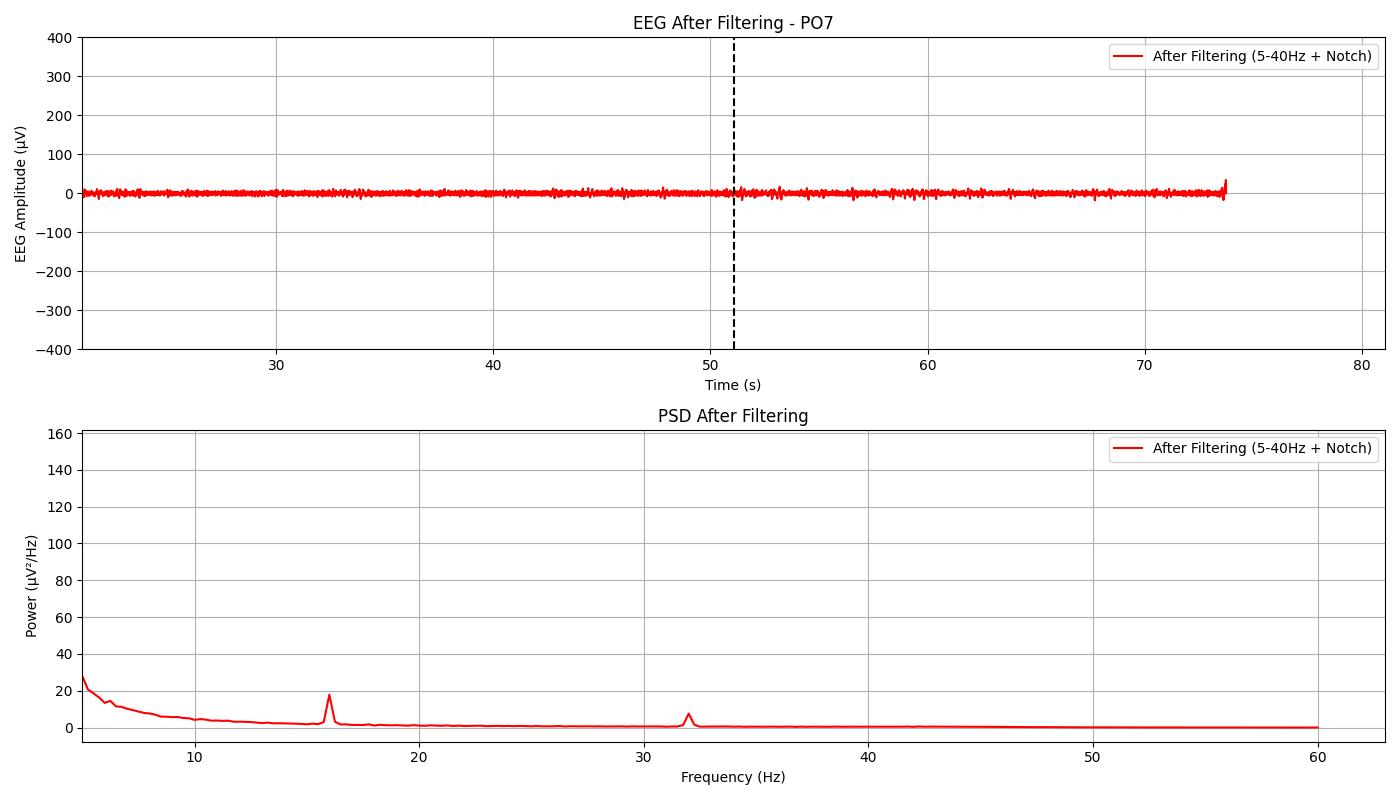 EEG After Filtering - PO7
After Filtering (5-40Hz + Notch)
EEG Amplitude (µV)
400
300
200
100
0
−100
−200
−300
−400
30 40 50 60 70 80
Time (s)
PSD After Filtering
After Filtering (5-40Hz + Notch)
Power (µV²/Hz)
160
140
120
100
80
60
40
20
0
10 20 30 40 50 60
Frequency (Hz)